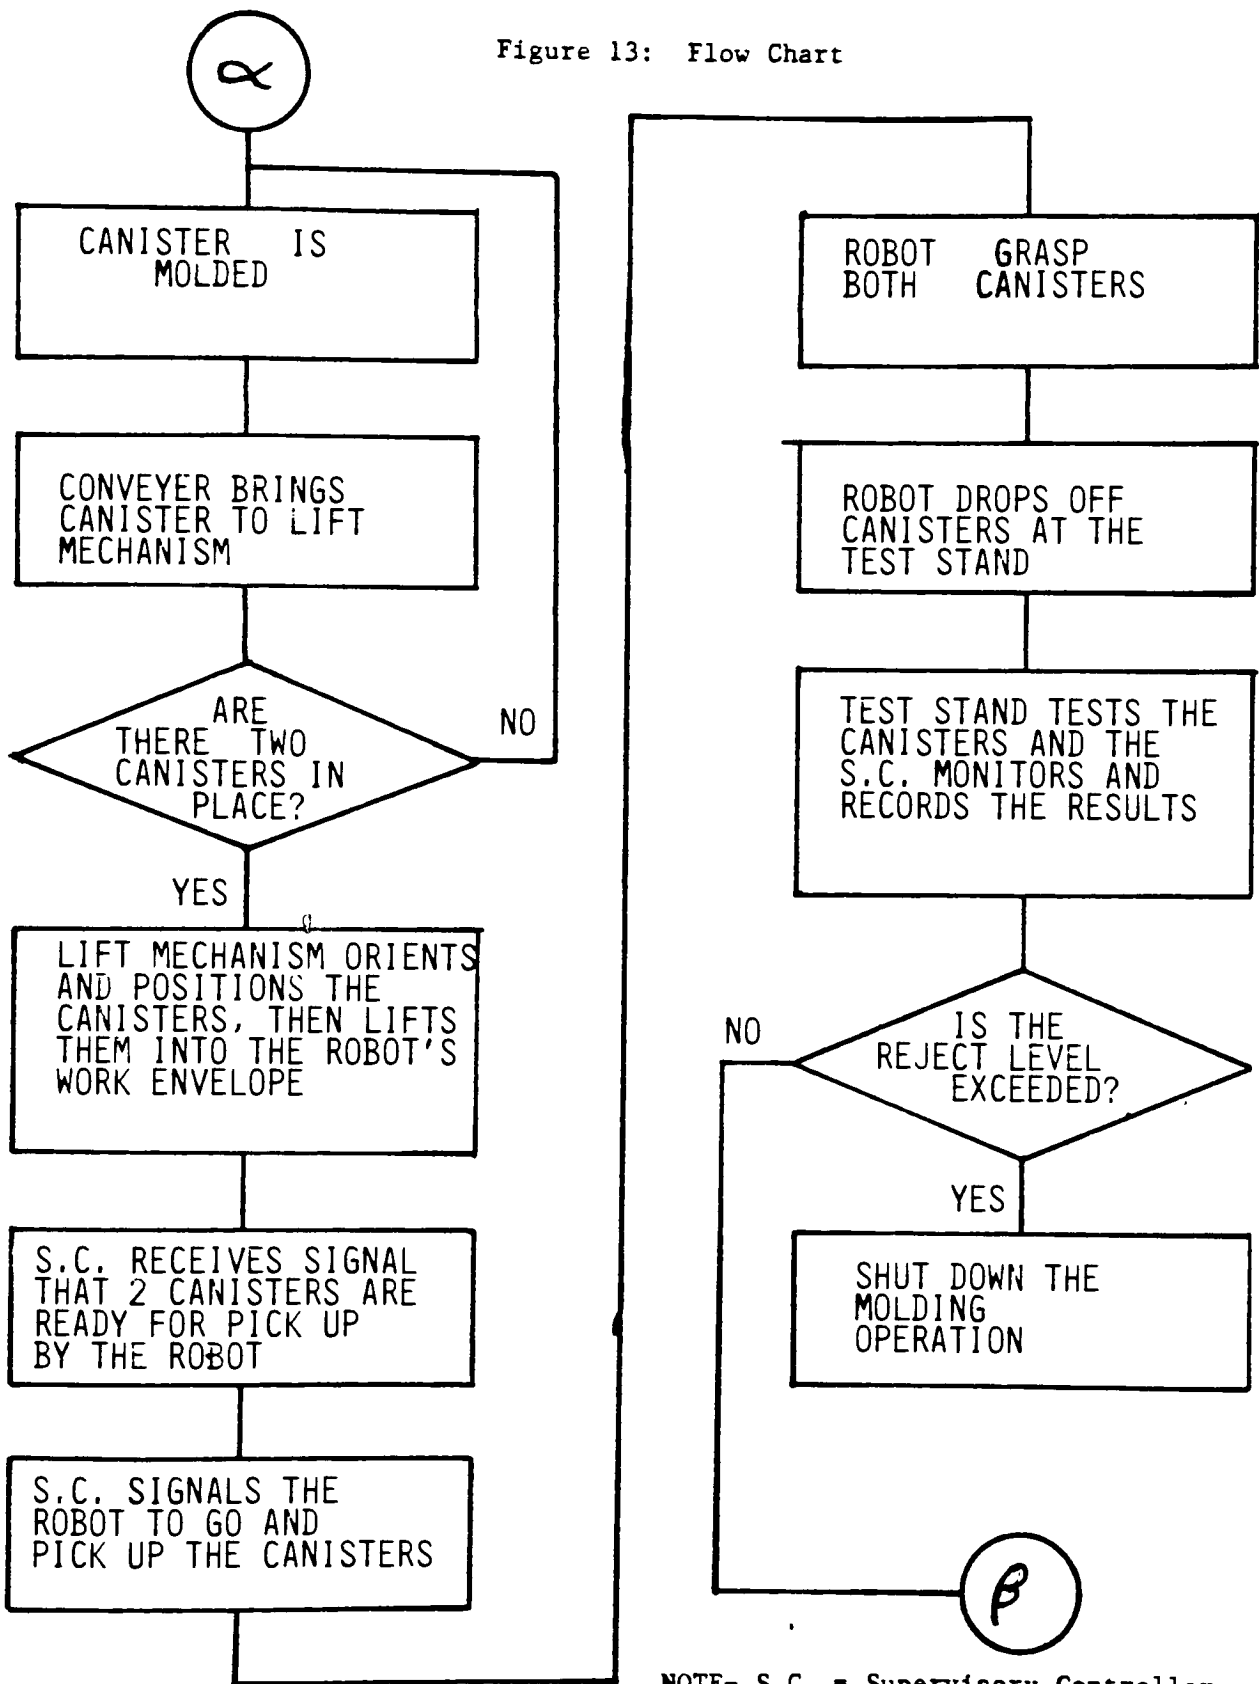 Figure 13: Flow Chart
α
CANISTER IS
MOLDED
CONVEYER BRINGS
CANISTER TO LIFT
MECHANISM
ARE
THERE TWO
CANISTERS IN
PLACE?
NO
YES
LIFT MECHANISM ORIENTS
AND POSITIONS THE
CANISTERS, THEN LIFTS
THEM INTO THE ROBOT'S
WORK ENVELOPE
S.C. RECEIVES SIGNAL
THAT 2 CANISTERS ARE
READY FOR PICK UP
BY THE ROBOT
S.C. SIGNALS THE
ROBOT TO GO AND
PICK UP THE CANISTERS
ROBOT GRASP
BOTH CANISTERS
ROBOT DROPS OFF
CANISTERS AT THE
TEST STAND
TEST STAND TESTS THE
CANISTERS AND THE
S.C. MONITORS AND
RECORDS THE RESULTS
IS THE
REJECT LEVEL
EXCEEDED?
NO
YES
SHUT DOWN THE
MOLDING
OPERATION
β
NOTE- S.C. = Supervisory Controller